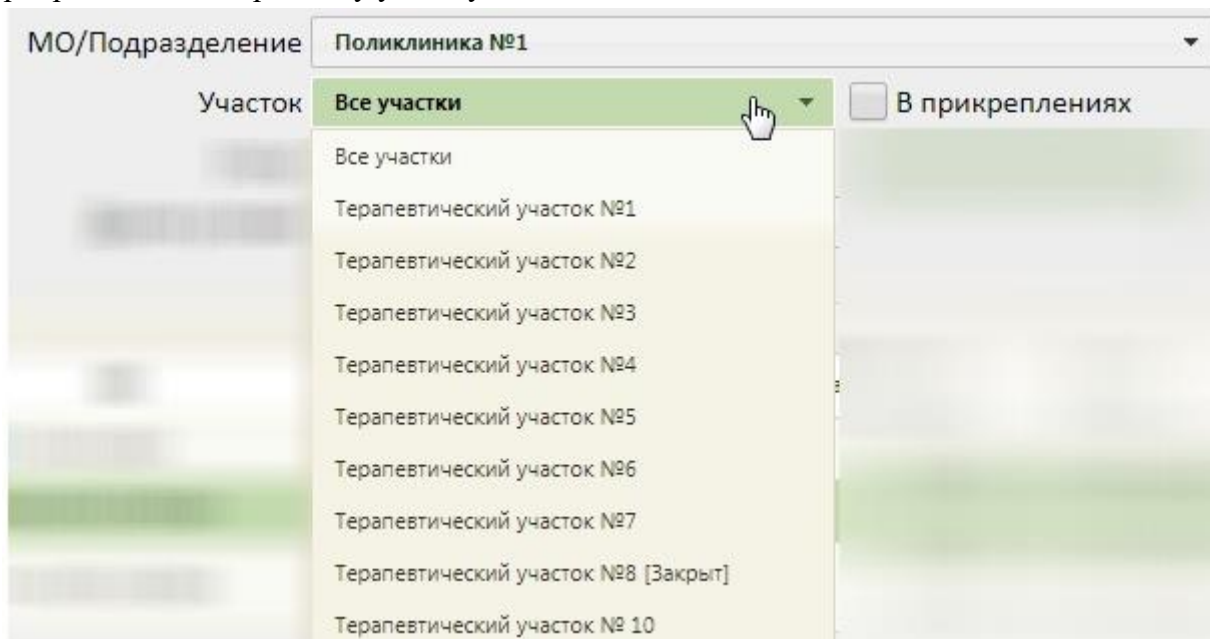 МО/Подразделение Поликлиника №1
Участок Все участки В прикреплениях
Все участки
Терапевтический участок №1
Терапевтический участок №2
Терапевтический участок №3
Терапевтический участок №4
Терапевтический участок №5
Терапевтический участок №6
Терапевтический участок №7
Терапевтический участок №8 [Закрыт]
Терапевтический участок № 10